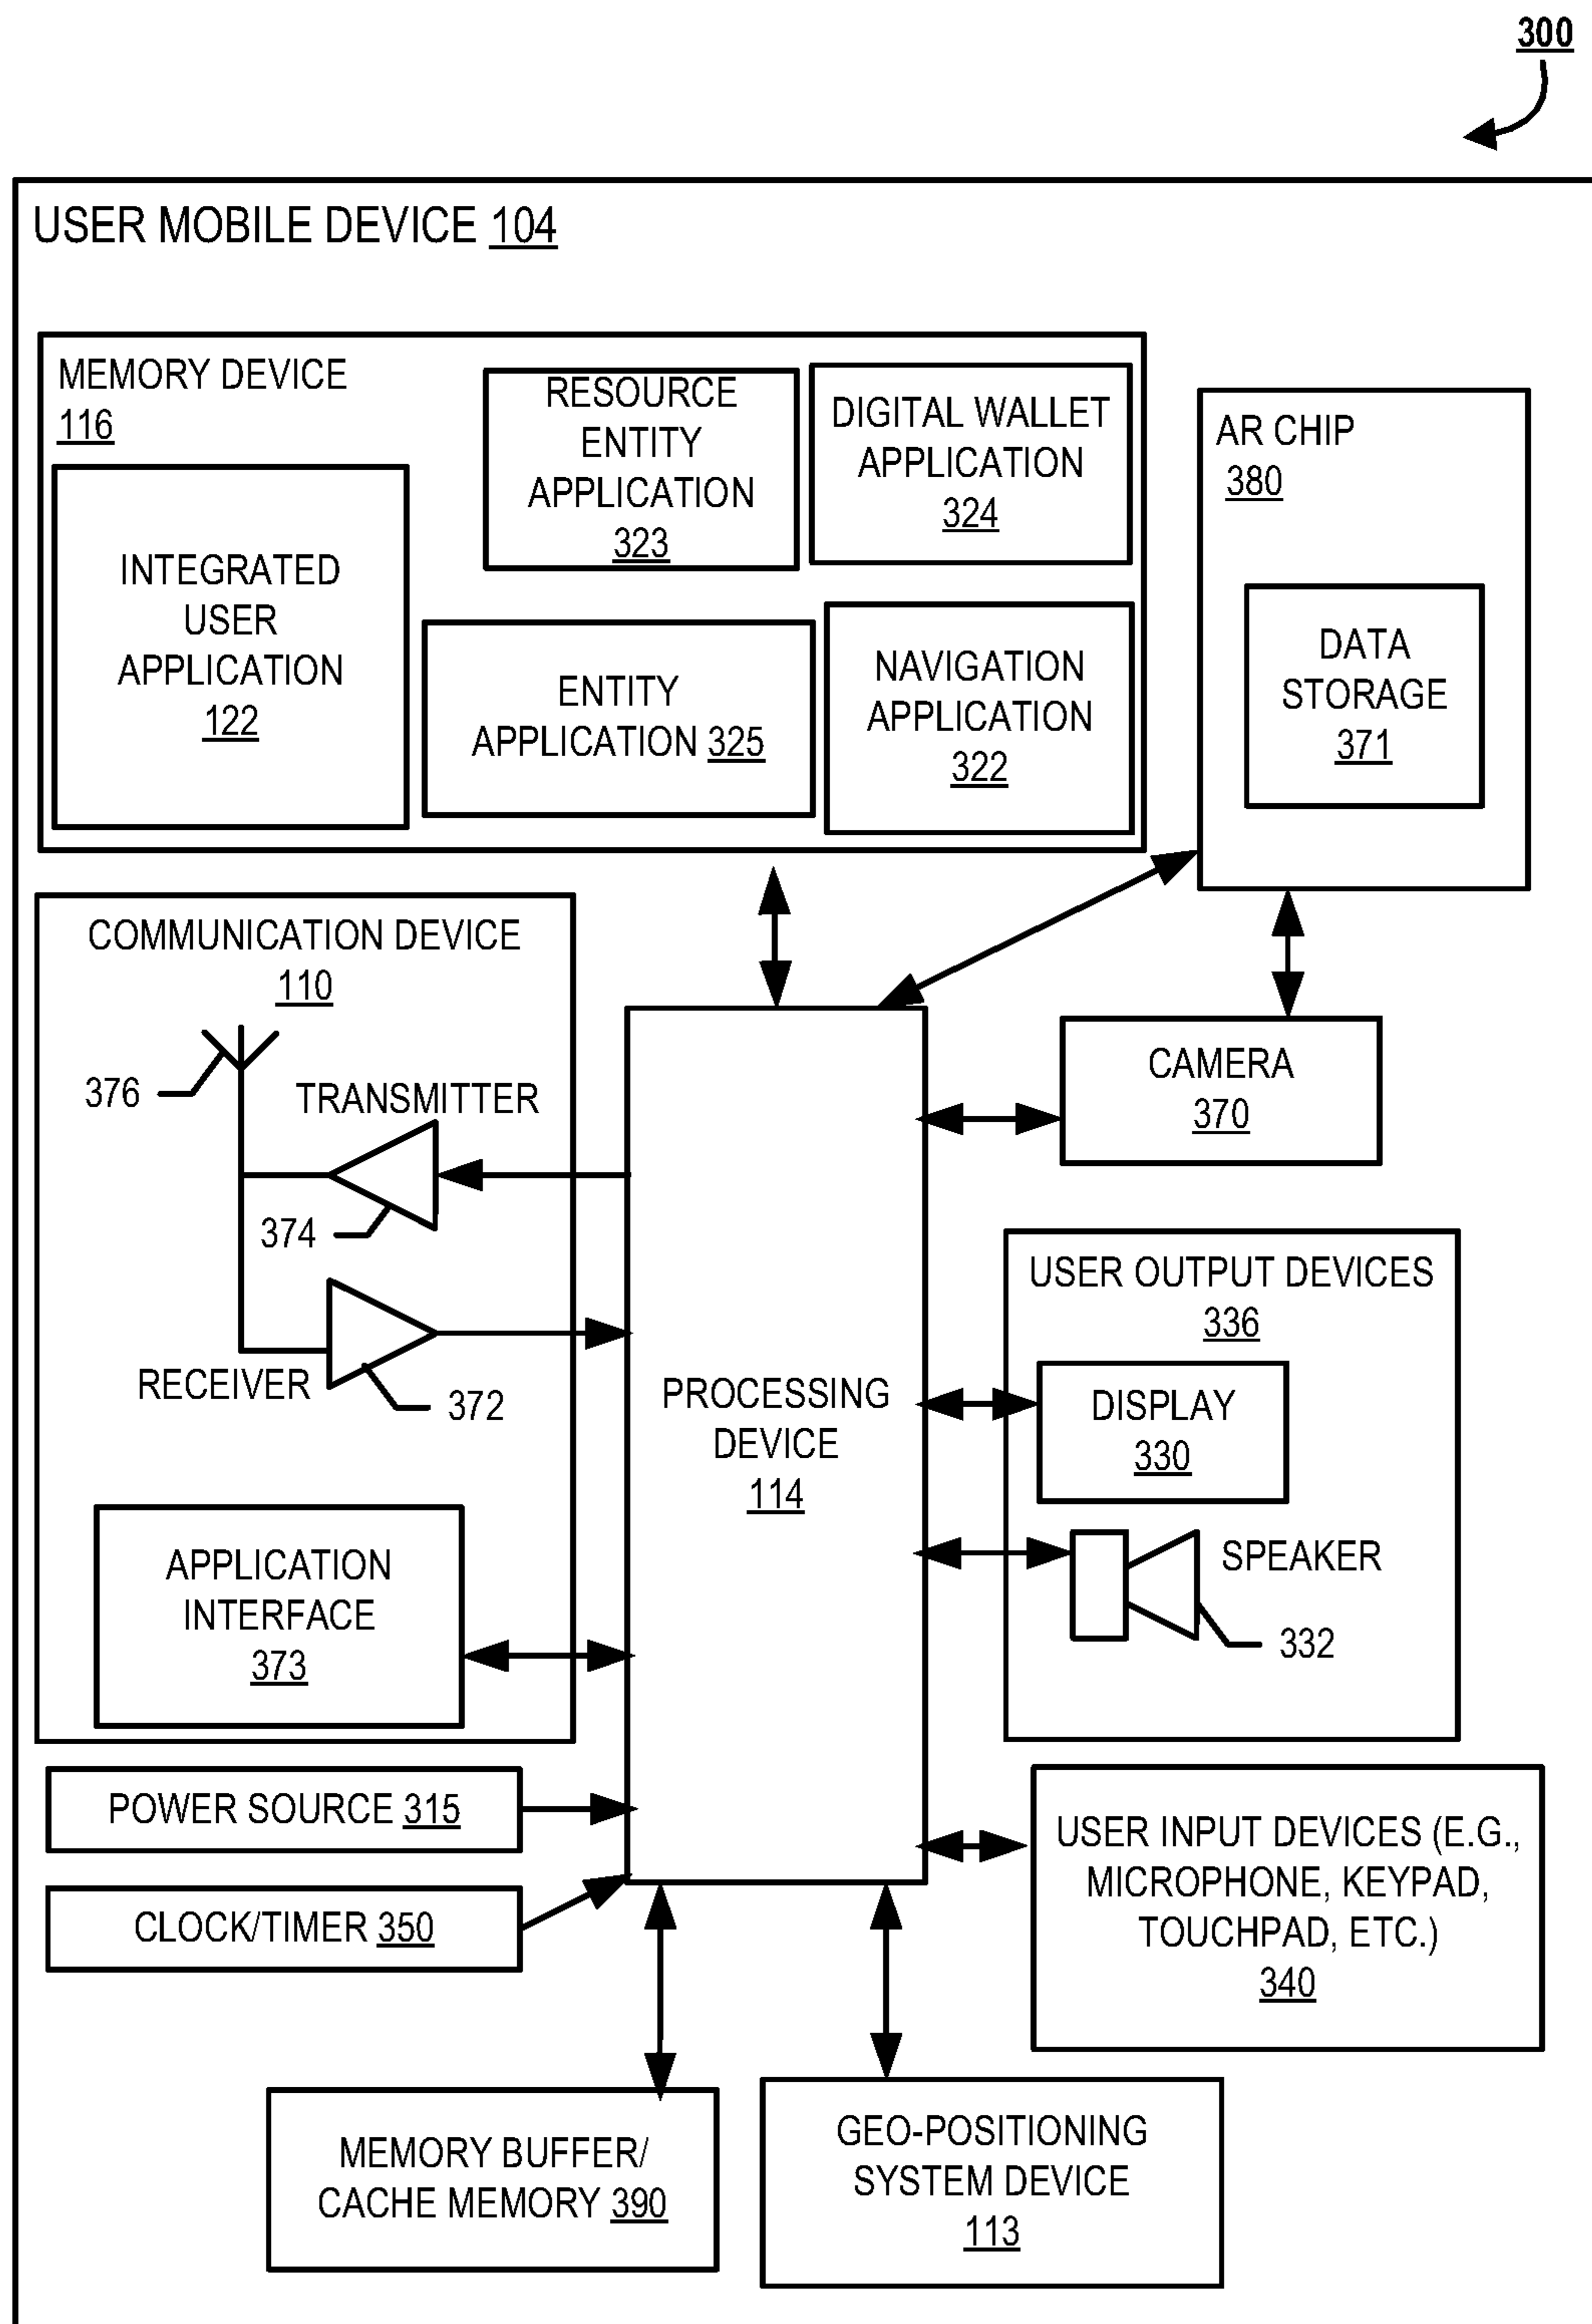 300
USER MOBILE DEVICE 104
MEMORY DEVICE
116
INTEGRATED
USER
APPLICATION
122
RESOURCE
ENTITY
APPLICATION
323
DIGITAL WALLET
APPLICATION
324
ENTITY
APPLICATION 325
NAVIGATION
APPLICATION
322
AR CHIP
380
DATA
STORAGE
371
COMMUNICATION DEVICE
110
376
TRANSMITTER
374
RECEIVER
372
APPLICATION
INTERFACE
373
PROCESSING
DEVICE
114
CAMERA
370
USER OUTPUT DEVICES
336
DISPLAY
330
SPEAKER
332
POWER SOURCE 315
CLOCK/TIMER 350
USER INPUT DEVICES (E.G.,
MICROPHONE, KEYPAD,
TOUCHPAD, ETC.)
340
MEMORY BUFFER/
CACHE MEMORY 390
GEO-POSITIONING
SYSTEM DEVICE
113